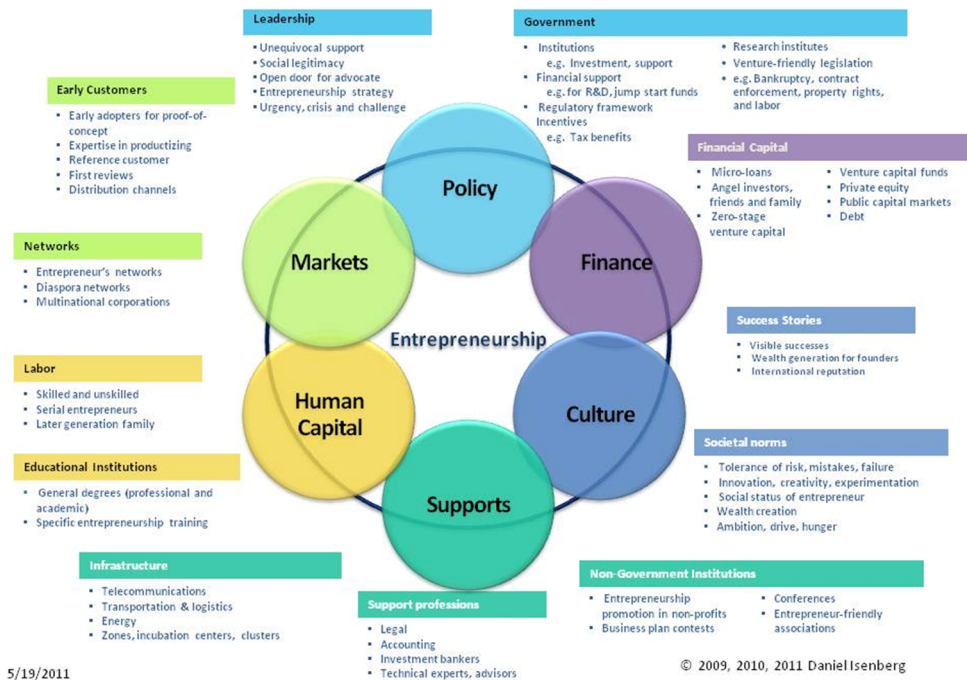 Leadership
▪ Unequivocal support
▪ Social legitimacy
▪ Open door for advocate
▪ Entrepreneurship strategy
▪ Urgency, crisis and challenge
Government
▪ Institutions
e.g. Investment, support
▪ Financial support
e.g. for R&D, jump start funds
▪ Regulatory framework
Incentives
e.g. Tax benefits
▪ Research institutes
▪ Venture-friendly legislation
▪ e.g. Bankruptcy, contract
enforcement, property rights,
and labor
Early Customers
▪ Early adopters for proof-of-
concept
▪ Expertise in productizing
▪ Reference customer
▪ First reviews
▪ Distribution channels
Financial Capital
▪ Micro-loans
▪ Angel investors,
friends and family
▪ Zero-stage
venture capital
▪ Venture capital funds
▪ Private equity
▪ Public capital markets
▪ Debt
Networks
▪ Entrepreneur's networks
▪ Diaspora networks
▪ Multinational corporations
Policy
Markets
Finance
Entrepreneurship
Human
Capital
Culture
Supports
Success Stories
▪ Visible successes
▪ Wealth generation for founders
▪ International reputation
Labor
▪ Skilled and unskilled
▪ Serial entrepreneurs
▪ Later generation family
Societal norms
▪ Tolerance of risk, mistakes, failure
▪ Innovation, creativity, experimentation
▪ Social status of entrepreneur
▪ Wealth creation
▪ Ambition, drive, hunger
Educational Institutions
▪ General degrees (professional and
academic)
▪ Specific entrepreneurship training
Infrastructure
▪ Telecommunications
▪ Transportation & logistics
▪ Energy
▪ Zones, incubation centers, clusters
Support professions
▪ Legal
▪ Accounting
▪ Investment bankers
▪ Technical experts, advisors
Non-Government Institutions
▪ Entrepreneurship
promotion in non-profits
▪ Business plan contests
▪ Conferences
▪ Entrepreneur-friendly
associations
5/19/2011
© 2009, 2010, 2011 Daniel Isenberg